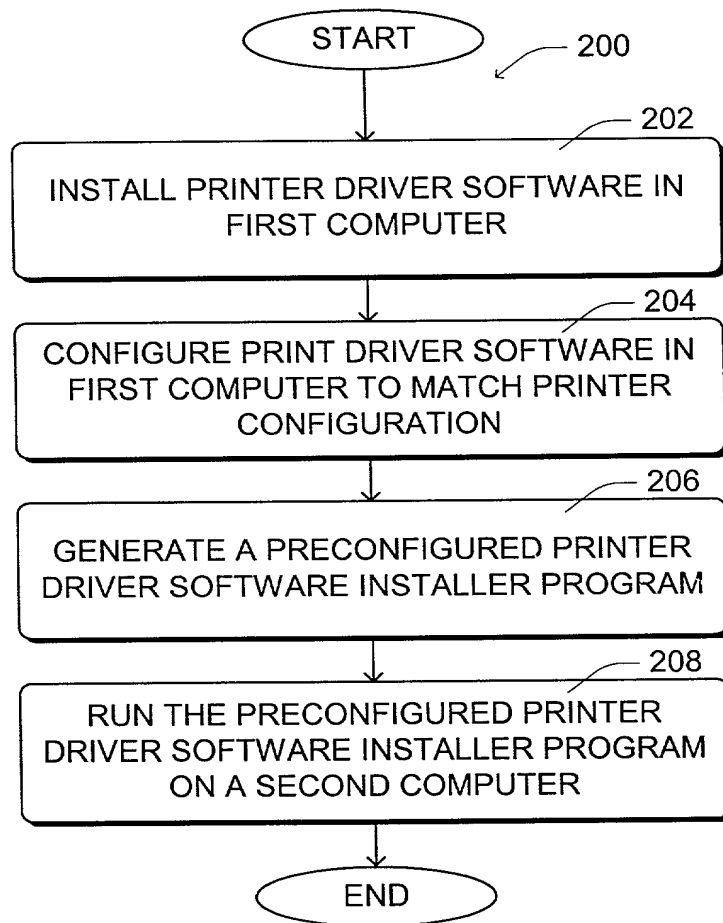 START
200
202
INSTALL PRINTER DRIVER SOFTWARE IN
FIRST COMPUTER
204
CONFIGURE PRINT DRIVER SOFTWARE IN
FIRST COMPUTER TO MATCH PRINTER
CONFIGURATION
206
GENERATE A PRECONFIGURED PRINTER
DRIVER SOFTWARE INSTALLER PROGRAM
208
RUN THE PRECONFIGURED PRINTER
DRIVER SOFTWARE INSTALLER PROGRAM
ON A SECOND COMPUTER
END